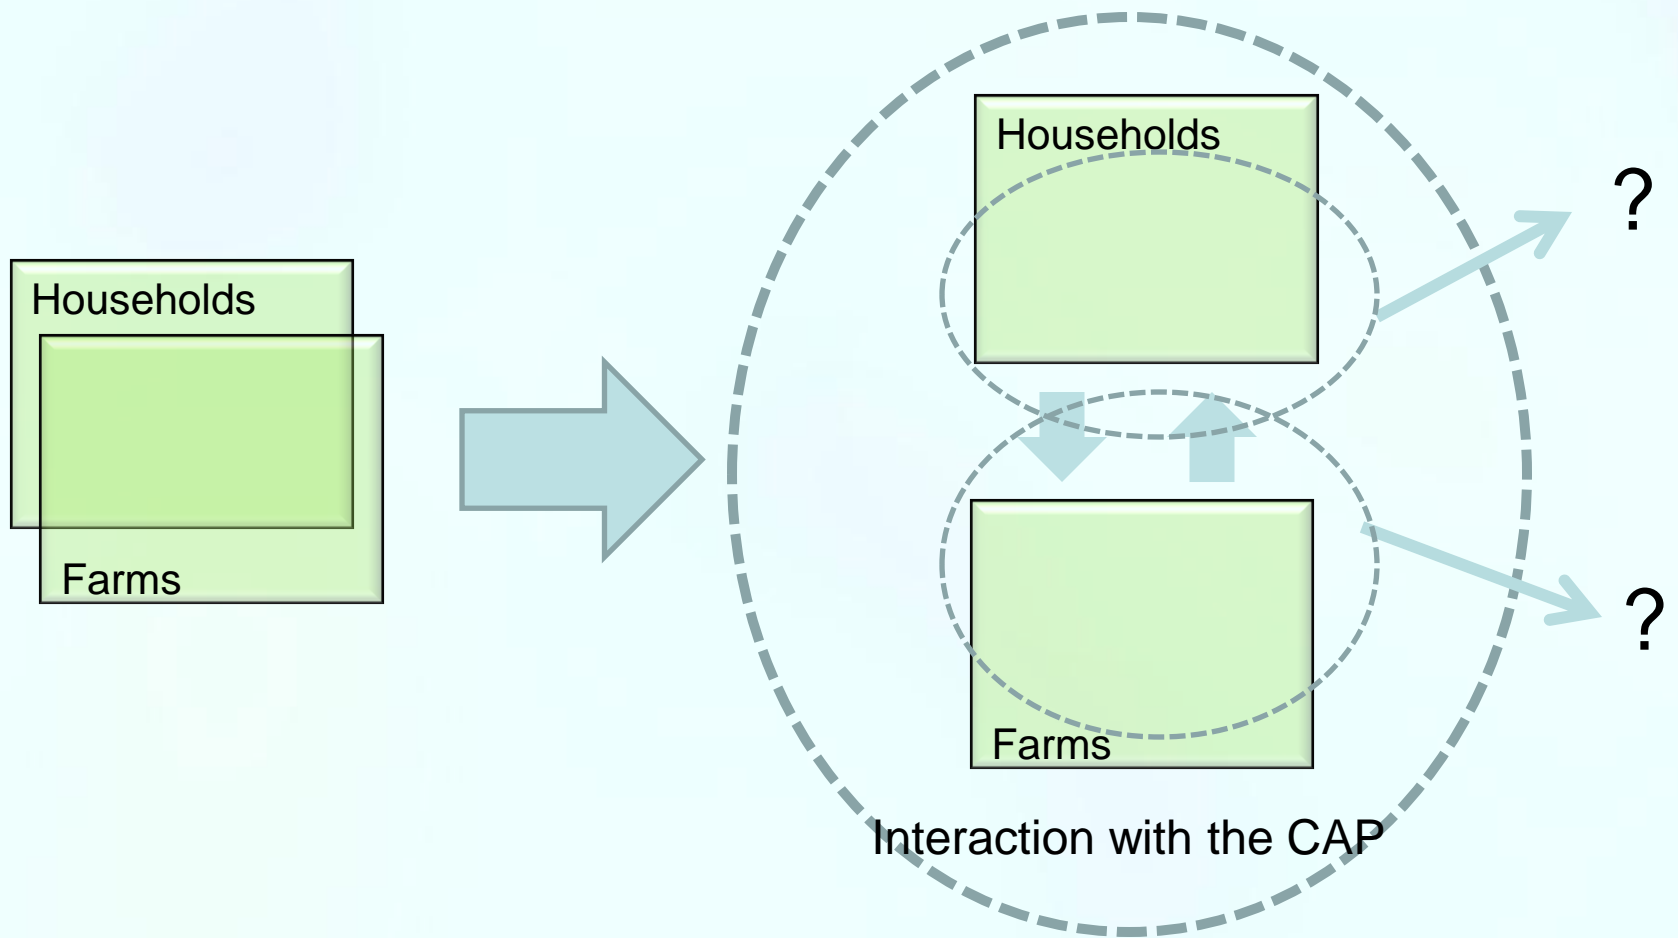 Households
Farms
Households
?
?
Farms
Interaction with the CAP